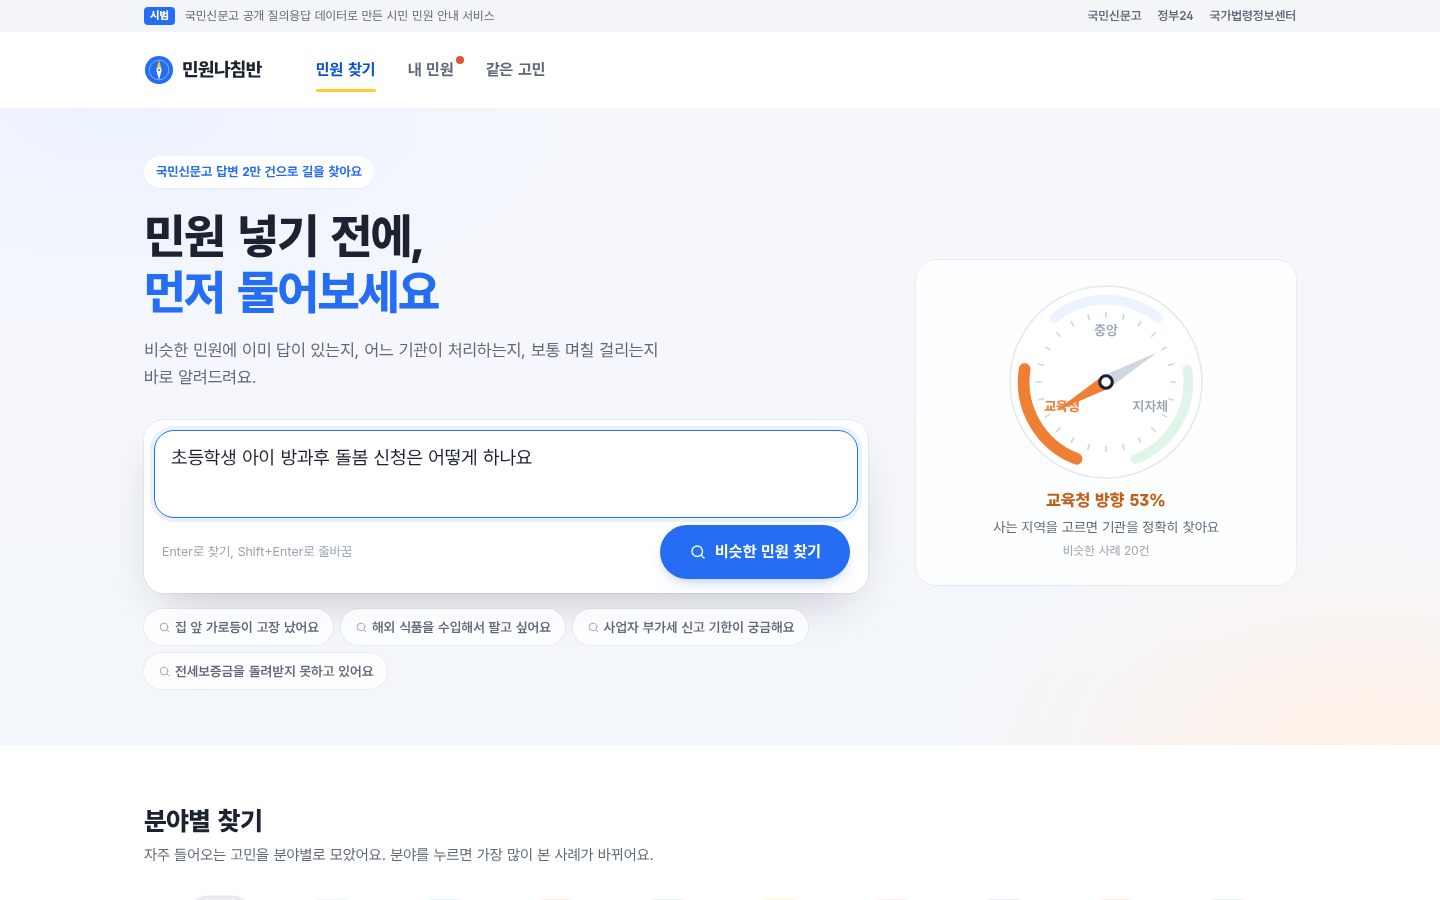 시범 국민신문고 공개 질의응답 데이터로 만든 시민 민원 안내 서비스
국민신문고 정부24 국가법령정보센터
민원나침반
민원 찾기 내 민원 같은 고민
국민신문고 답변 2만 건으로 길을 찾아요
민원 넣기 전에,
먼저 물어보세요
비슷한 민원에 이미 답이 있는지, 어느 기관이 처리하는지, 보통 며칠 걸리는지
바로 알려드려요.
초등학생 아이 방과후 돌봄 신청은 어떻게 하나요
Enter로 찾기, Shift+Enter로 줄바꿈
비슷한 민원 찾기
집 앞 가로등이 고장 났어요
해외 식품을 수입해서 팔고 싶어요
사업자 부가세 신고 기한이 궁금해요
전세보증금을 돌려받지 못하고 있어요
중앙
교육청
지자체
교육청 방향 53%
사는 지역을 고르면 기관을 정확히 찾아요
비슷한 사례 20건
분야별 찾기
자주 들어오는 고민을 분야별로 모았어요. 분야를 누르면 가장 많이 본 사례가 바뀌어요.